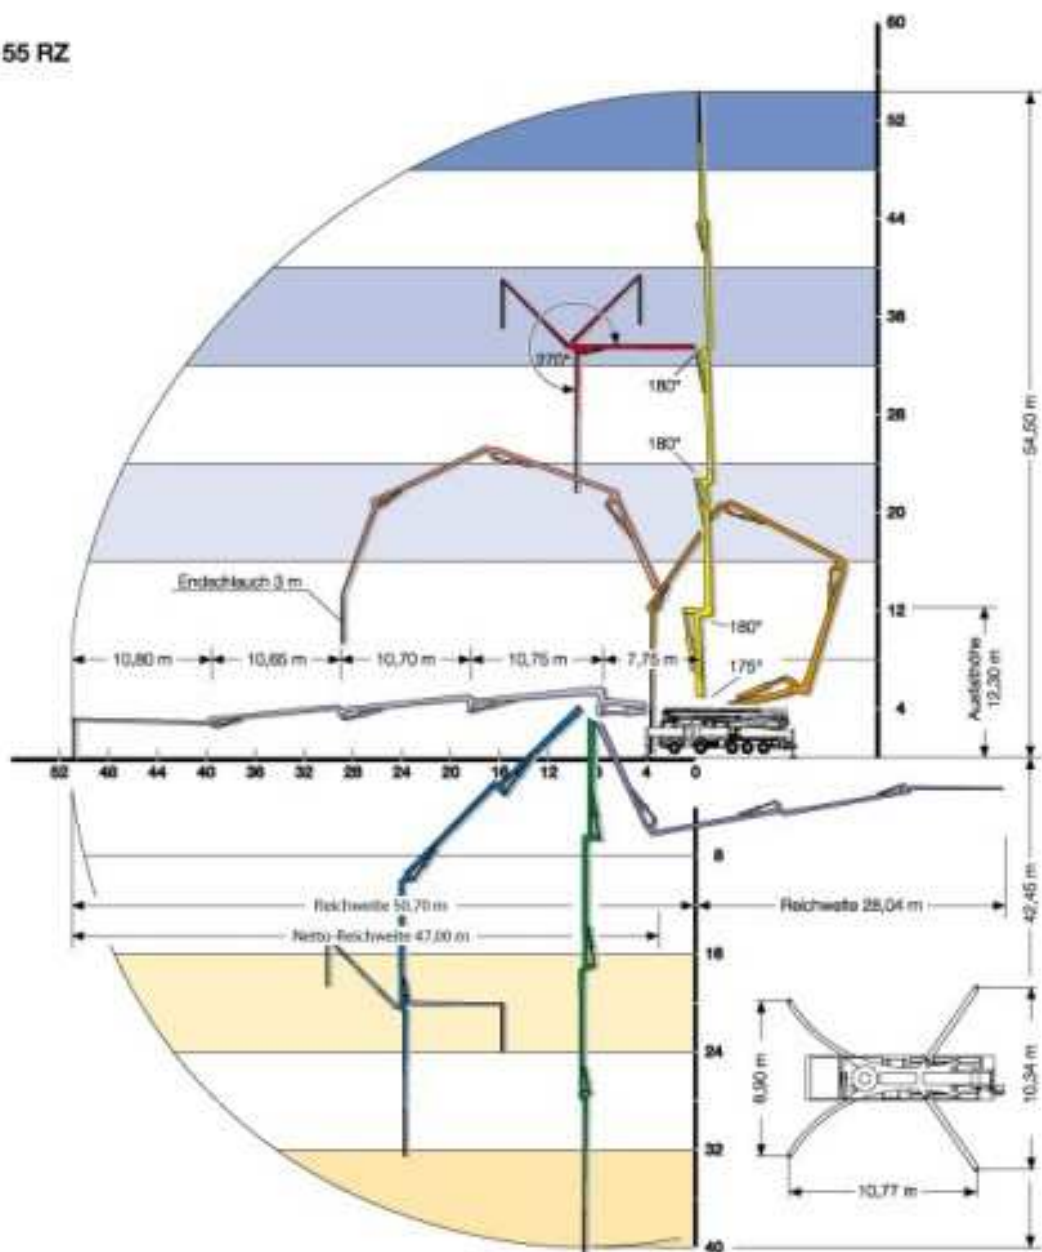 55 RZ
60
52
44
36
28
20
12
4
54,60 m
370°
180°
180°
180°
175°
Endschlauch 3 m
10,80 m
10,65 m
10,70 m
10,75 m
7,75 m
Ausfalthöhe
12,30 m
52 48 44 40 36 32 28 24 20 16 12 8 4 0
8
16
24
32
40
Reichweite 50,70 m
Netto-Reichweite 47,00 m
Reichweite 28,04 m
42,45 m
8,90 m
10,34 m
10,77 m